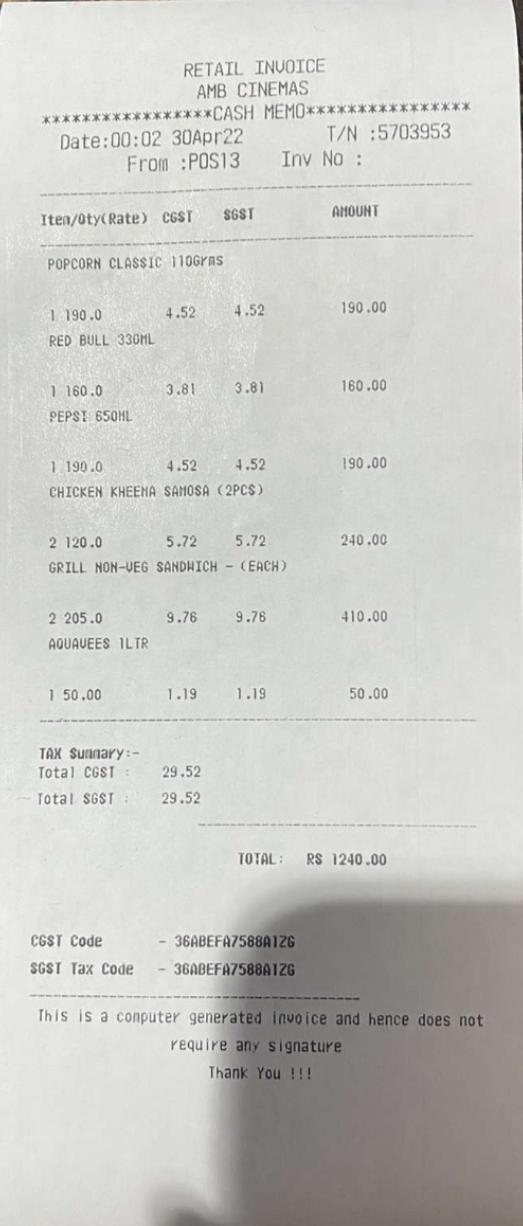 RETAIL INVOICE
AMB CINEMAS
*****************CASH MEMO*****************
Date:00:02 30Apr22 T/N :5703953
From :POS13 Inv No :
Item/Qty(Rate) CGST SGST AMOUNT
POPCORN CLASSIC 110Grms
1 190.0 4.52 4.52 190.00
RED BULL 330ML
1 160.0 3.81 3.81 160.00
PEPSI 650ML
1 190.0 4.52 4.52 190.00
CHICKEN KHEEMA SAMOSA (2PCS)
2 120.0 5.72 5.72 240.00
GRILL NON-VEG SANDWICH - (EACH)
2 205.0 9.76 9.76 410.00
AQUAVEES 1LTR
1 50.00 1.19 1.19 50.00
TAX Summary:-
Total CGST : 29.52
Total SGST : 29.52
TOTAL: RS 1240.00
CGST Code - 36ABEFA7588A1ZG
SGST Tax Code - 36ABEFA7588A1ZG
This is a computer generated invoice and hence does not
require any signature
Thank You !!!